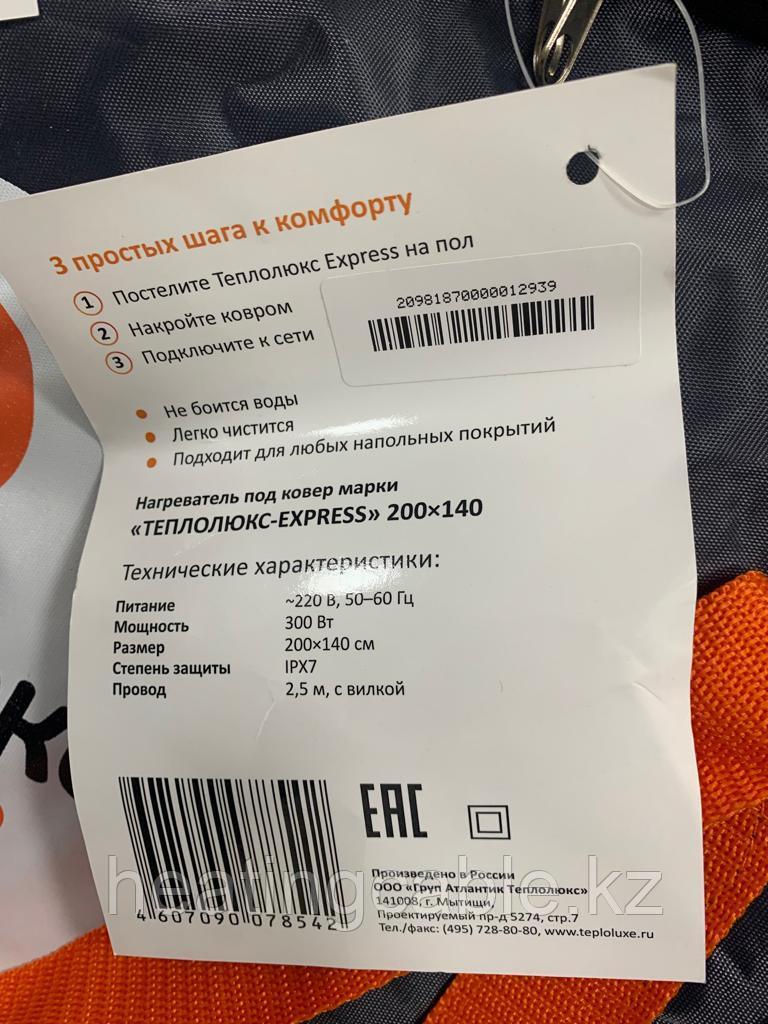 3 простых шага к комфорту
1 Постелите Теплолюкс Express на пол
2 Накройте ковром
3 Подключите к сети
20981870000012939
Не боится воды
Легко чистится
Подходит для любых напольных покрытий
Нагреватель под ковер марки
«ТЕПЛОЛЮКС-EXPRESS» 200×140
Технические характеристики:
Питание ~220 В, 50–60 Гц
Мощность 300 Вт
Размер 200×140 см
Степень защиты IPX7
Провод 2,5 м, с вилкой
EAC
4 607090 078542
Произведено в России
ООО «Груп Атлантик Теплолюкс»
141008, г. Мытищи,
Проектируемый пр-д 5274, стр.7
Тел./факс: (495) 728-80-80, www.teploluxe.ru
heatingcable.kz